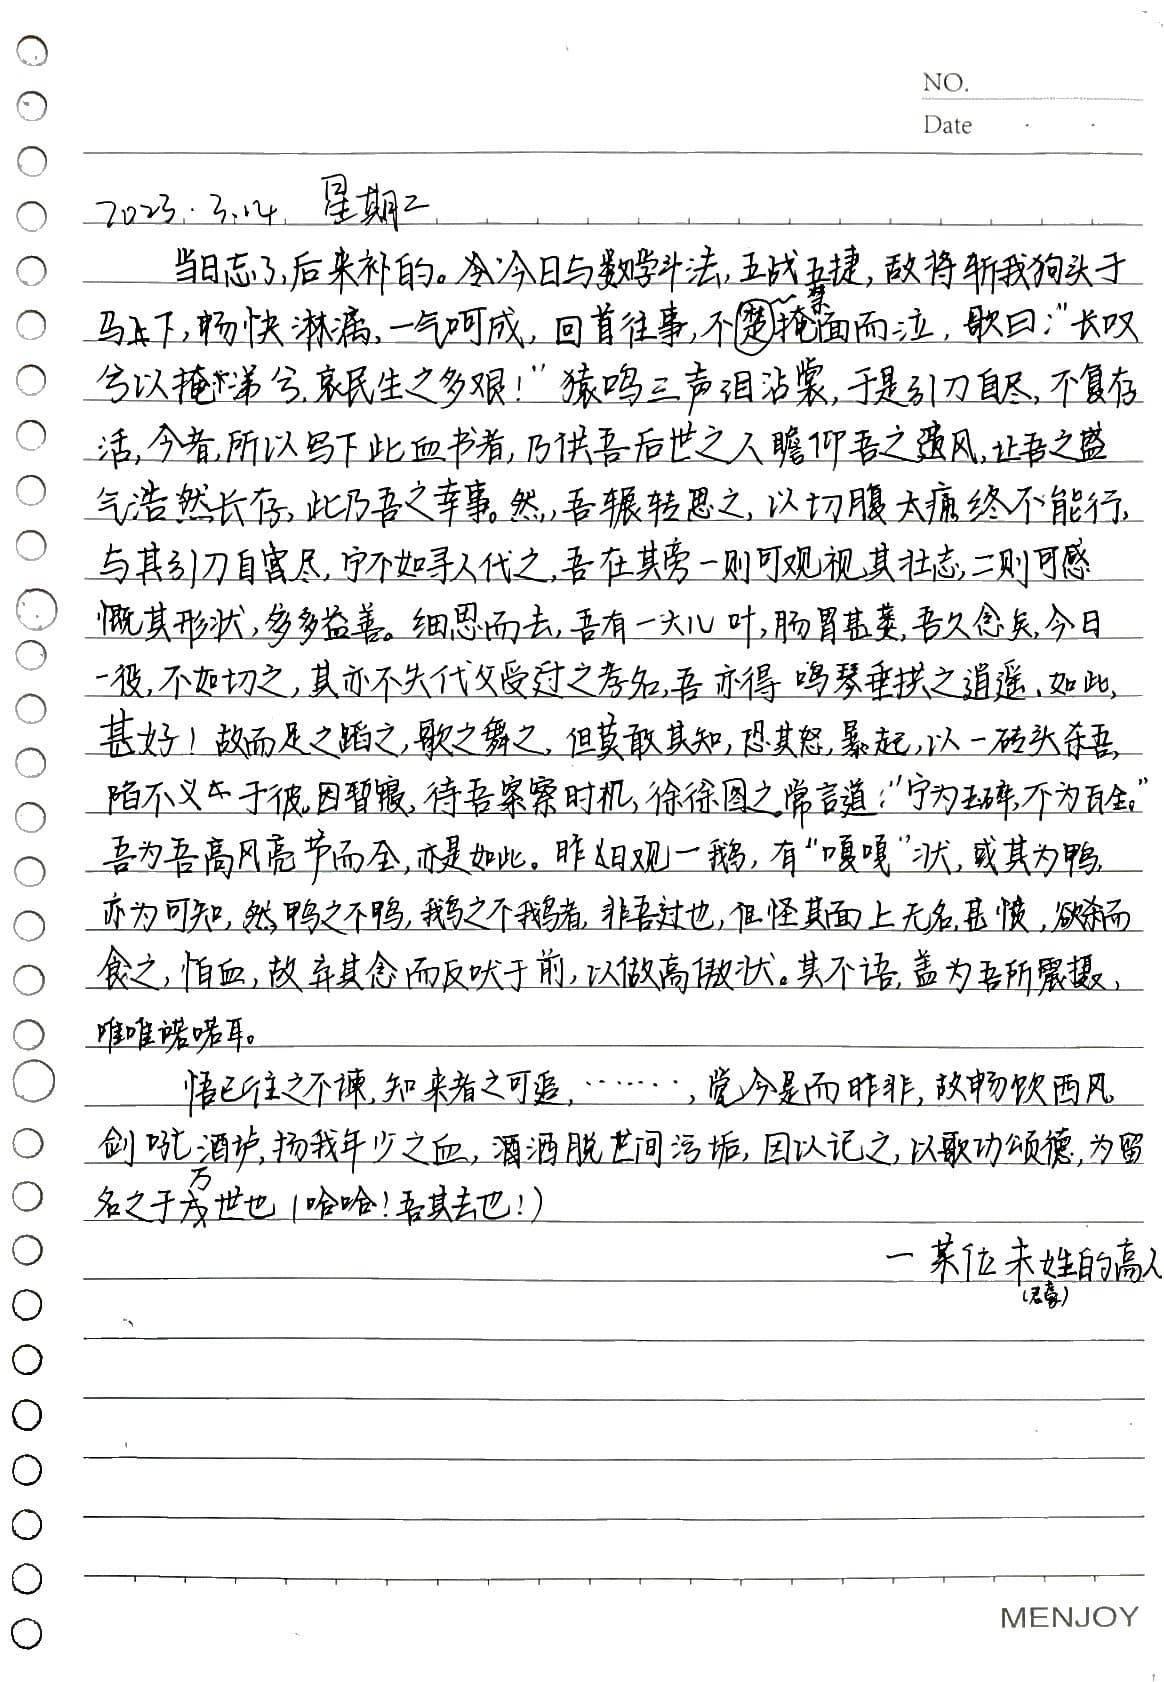 NO.
Date
2023.3.14 星期二
当日忘了,后来补的。今日与数学斗法,五战五捷,敌将斩我狗头于
马下,畅快淋漓,一气呵成,回首往事,不禁掩面而泣,歌曰:"长叹
兮以掩涕兮,哀民生之多艰!"猿鸣三声泪沾裳,于是引刀自尽,不复存
活,今者,所以写下此血书者,乃供吾后世之人瞻仰吾之强风,让吾之盛
气浩然长存,此乃吾之幸事。然,吾辗转思之,以切腹太痛终不能行,
与其引刀自尽,宁不如寻人代之,吾在其旁一则可观视其壮志,二则可感
慨其形状,多多益善。细思而去,吾有一大儿叶,肠胃甚萎,吾久念矣,今日
一役,不如切之,其亦不失代父受过之孝名,吾亦得鸣琴垂拱之逍遥、如此,
甚好!故而足之蹈之,歌之舞之,但莫敢其知,恐其怒,暴起,以一砖头杀吾,
陷不义于彼,因暂寝,待吾察时机,徐徐图之。常言道:"宁为玉碎,不为瓦全。"
吾为吾高风亮节而全,亦是如此。昨日观一鹅,有"嘎嘎"状,或其为鸭,
亦为可知,然,鸭之不鸭,鹅之不鹅者,非吾过也,但怪其面上无名,甚愤,欲杀而
食之,怕血,故弃其念而反吠于前,以做高傲状。其不语,盖为吾所震摄,
唯唯诺诺耳。
悟已往之不谏,知来者之可追,……,觉今是而昨非,故畅饮西风
剑吼酒垆,扬我年少之血,洒脱世间污垢,因以记之,以歌功颂德,为留
名之于万世也(哈哈!吾其去也!)
一某位未姓的高人
(君豪)
MENJOY